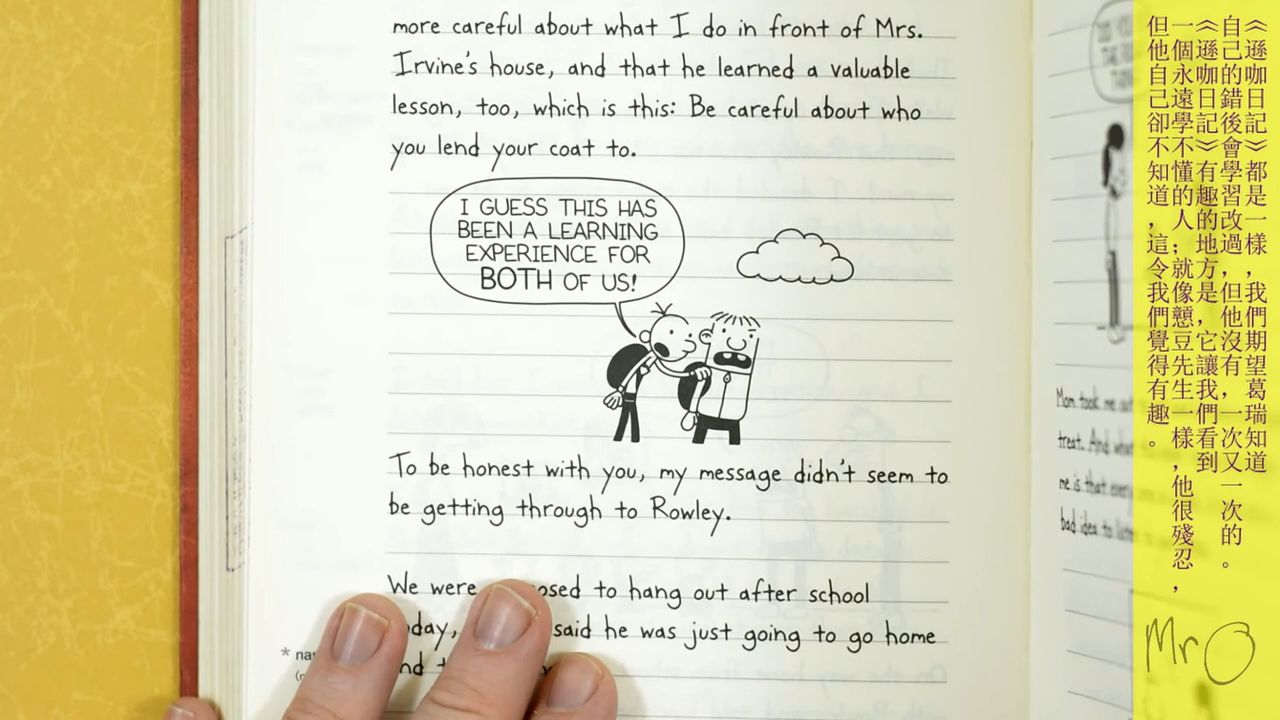 more careful about what I do in front of Mrs.
Irvine's house, and that he learned a valuable
lesson, too, which is this: Be careful about who
you lend your coat to.
I GUESS THIS HAS
BEEN A LEARNING
EXPERIENCE FOR
BOTH OF US!
To be honest with you, my message didn't seem to
be getting through to Rowley.
We were to hang out after school
said he was just going to go home
Mom took me
treat. And
me is that
bad idea to
《遜咖日記》都是一樣,我們期望葛瑞知道
自己的錯後會學習改過,但他沒有,一次又一次的。
《遜咖日記》有趣的地方,是它讓我們看到
一個永遠學不懂的人;就像戇豆先生一樣,他很殘忍,
但他自己卻不知道,這令我們覺得有趣。
Mr O